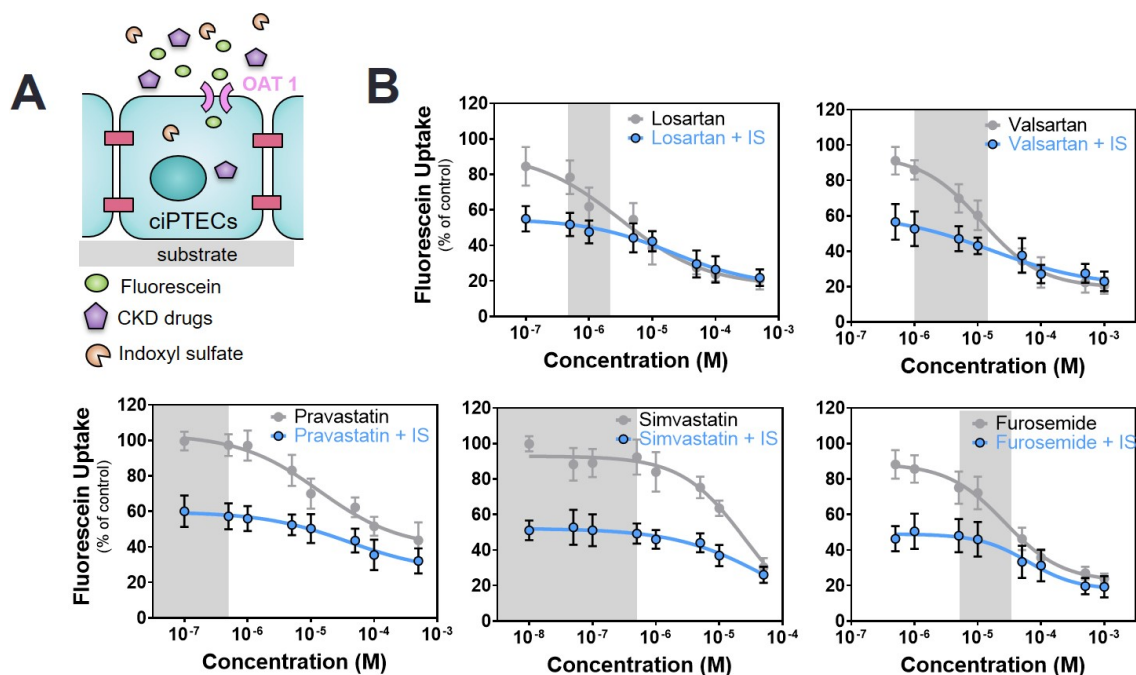 A
OAT 1
ciPTECs
substrate
Fluorescein
CKD drugs
Indoxyl sulfate
B
Fluorescein Uptake
(% of control)
120
100
80
60
40
20
0
Losartan
Losartan + IS
10⁻⁷ 10⁻⁶ 10⁻⁵ 10⁻⁴ 10⁻³
Concentration (M)
120
100
80
60
40
20
0
Valsartan
Valsartan + IS
10⁻⁷ 10⁻⁶ 10⁻⁵ 10⁻⁴ 10⁻³
Concentration (M)
Fluorescein Uptake
(% of control)
120
100
80
60
40
20
0
Pravastatin
Pravastatin + IS
10⁻⁷ 10⁻⁶ 10⁻⁵ 10⁻⁴ 10⁻³
Concentration (M)
120
100
80
60
40
20
0
Simvastatin
Simvastatin + IS
10⁻⁸ 10⁻⁷ 10⁻⁶ 10⁻⁵ 10⁻⁴
Concentration (M)
120
100
80
60
40
20
0
Furosemide
Furosemide + IS
10⁻⁷ 10⁻⁶ 10⁻⁵ 10⁻⁴ 10⁻³
Concentration (M)